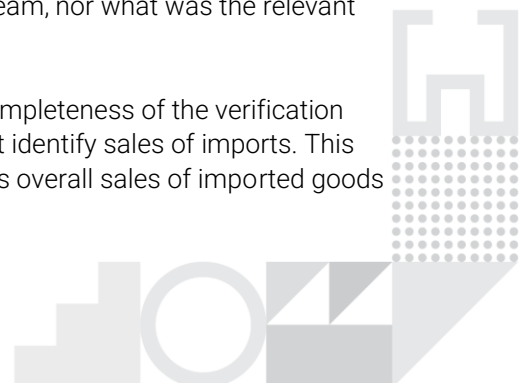 eam, nor what was the relevant
mpleteness of the verification
t identify sales of imports. This
s overall sales of imported goods